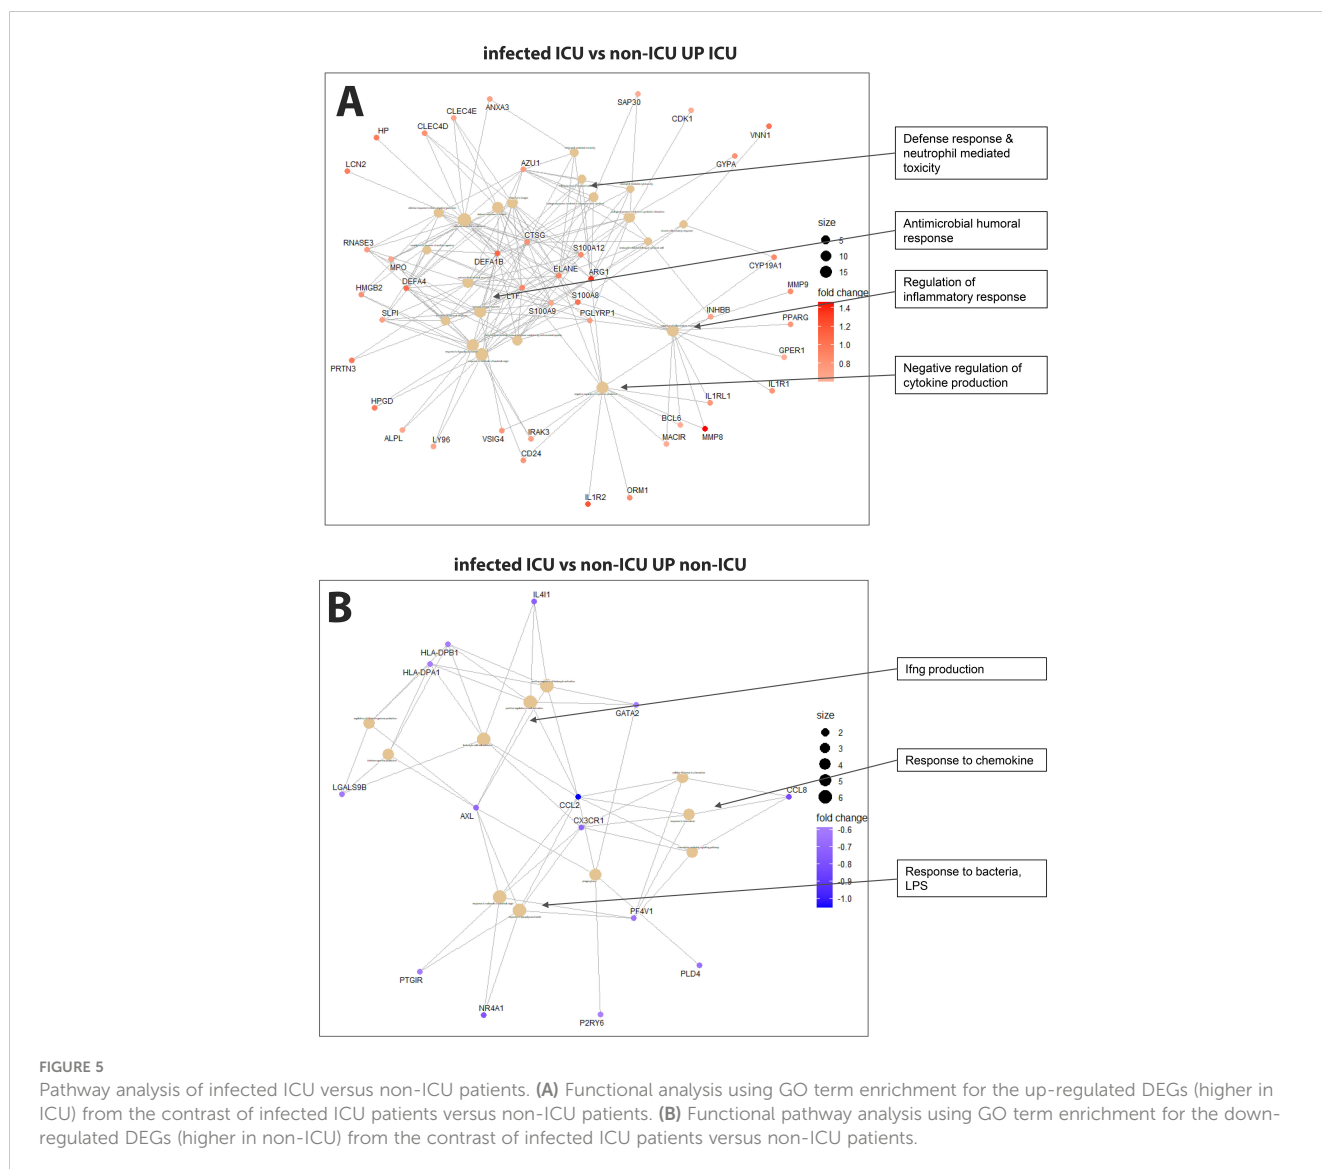 infected ICU vs non-ICU UP ICU
A
SAP30
ANXA3
CLEC4E
CDK1
CLEC4D
HP
VNN1
Defense response &
neutrophil mediated
toxicity
AZU1
GYPA
LCN2
size
5
10
15
Antimicrobial humoral
response
CTSG
RNASE3
S100A12
DEFA1B
MPO
ELANE
ARG1
CYP19A1
DEFA4
HMGB2
LTF
S100A8
MMP9
fold change
1.4
1.2
1.0
0.8
Regulation of
inflammatory response
S100A9
PGLYRP1
INHBB
SLPI
PPARG
GPER1
PRTN3
Negative regulation of
cytokine production
IL1R1
IL1RL1
HPGD
BCL6
ALPL
LY96
VSIG4
IRAK3
MACIR
MMP8
CD24
IL1R2
ORM1
infected ICU vs non-ICU UP non-ICU
B
IL4I1
HLA-DPB1
HLA-DPA1
Ifng production
GATA2
size
2
3
4
5
6
Response to chemokine
LGALS9B
CCL8
CCL2
AXL
CX3CR1
fold change
-0.6
-0.7
-0.8
-0.9
-1.0
Response to bacteria,
LPS
PF4V1
PLD4
PTGIR
NR4A1
P2RY6
FIGURE 5
Pathway analysis of infected ICU versus non-ICU patients. (A) Functional analysis using GO term enrichment for the up-regulated DEGs (higher in
ICU) from the contrast of infected ICU patients versus non-ICU patients. (B) Functional pathway analysis using GO term enrichment for the down-
regulated DEGs (higher in non-ICU) from the contrast of infected ICU patients versus non-ICU patients.